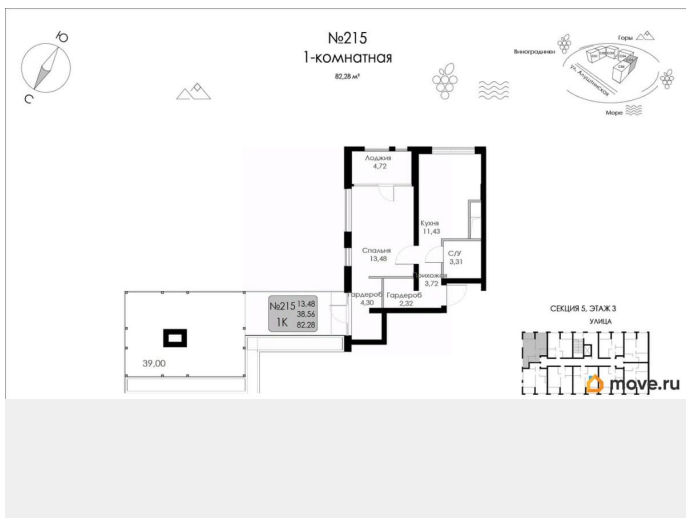 Ю
С
№215
1-комнатная
82,28 м²
Горы
Виноградники
ул. Алуштинская
Море
Лоджия
4,72
Кухня
11,43
Спальня
13,48
С/У
3,31
Прихожая
3,72
Гардероб
4,30
Гардероб
2,32
№215 13.48
38.56
1К 82.28
39,00
СЕКЦИЯ 5, ЭТАЖ 3
УЛИЦА
move.ru